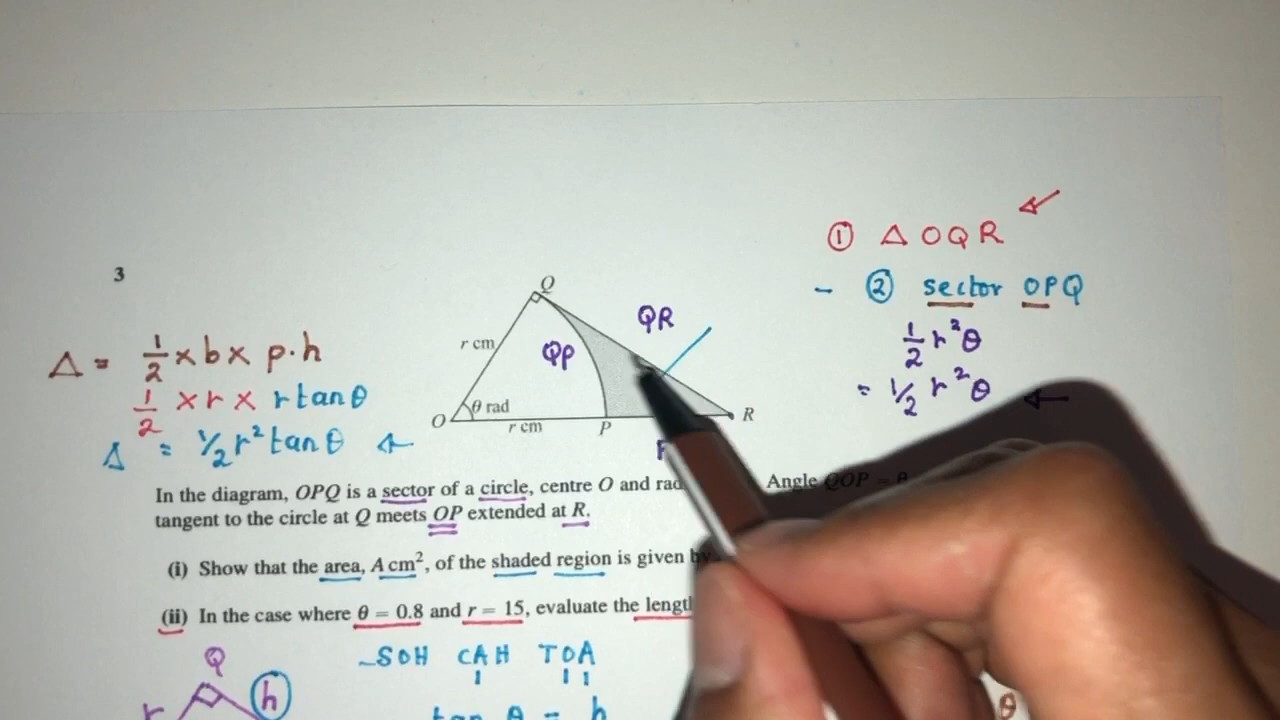 ① Δ OQR
3
Q
- ② sector OPQ
QR
½ r²θ
r cm
QP
Δ = ½ × b × p.h
= ½ r²θ
½ × r × r tan θ
θ rad
O
r cm
P
R
Δ = ½ r² tan θ
In the diagram, OPQ is a sector of a circle, centre O and Angle QOP = θ
tangent to the circle at Q meets OP extended at R.
(i) Show that the area, A cm², of the shaded region is given
(ii) In the case where θ = 0.8 and r = 15, evaluate the
SOH CAH TOA
Q
r
h
tan θ = h
θ